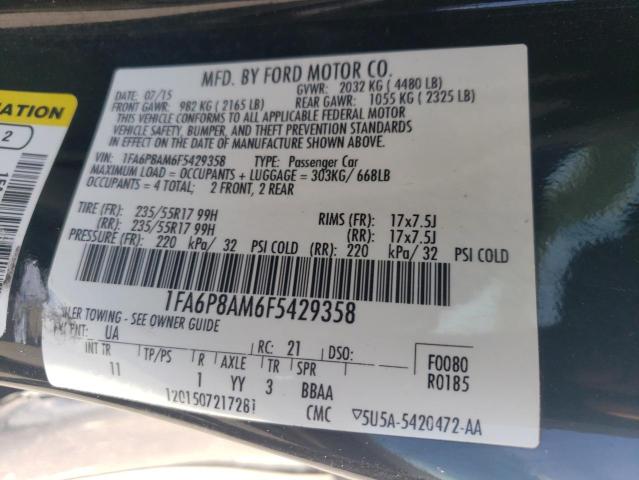 MFD. BY FORD MOTOR CO.
07/15 GVWR: 2032 KG ( 4480 LB)
FRONT GAWR: 982 KG ( 2165 LB) REAR GAWR: 1055 KG ( 2325 LB)
THIS VEHICLE CONFORMS TO ALL APPLICABLE FEDERAL MOTOR
VEHICLE SAFETY, BUMPER, AND THEFT PREVENTION STANDARDS
IN EFFECT ON THE DATE OF MANUFACTURE SHOWN ABOVE.
VIN: 1FA6P8AM6F5429358 TYPE: Passenger Car
MAXIMUM LOAD = OCCUPANTS + LUGGAGE = 303KG/ 668LB
OCCUPANTS = 4 TOTAL; 2 FRONT, 2 REAR
TIRE (FR): 235/55R17 99H RIMS (FR): 17x7.5J
(RR): 235/55R17 99H (RR): 17x7.5J
PRESSURE (FR): 220 kPa/ 32 PSI COLD (RR): 220 kPa/ 32 PSI COLD
1FA6P8AM6F5429358
ILER TOWING - SEE OWNER GUIDE
UA RC: 21 DSO: F0080
INT TR TP/PS R AXLE TR SPR R0185
11 1 YY 3 BBAA
1201507217281 CMC ▽5U5A-5420472-AA
MATION
2